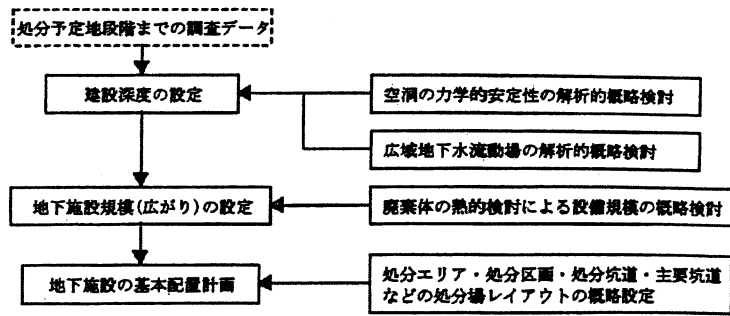 処分予定地段階までの調査データ
建設深度の設定
空洞の力学的安定性の解析的概略検討
広域地下水流動場の解析的概略検討
地下施設規模(広がり)の設定
廃棄体の熱的検討による設備規模の概略検討
地下施設の基本配置計画
処分エリア・処分区画・処分坑道・主要坑道
などの処分場レイアウトの概略設定